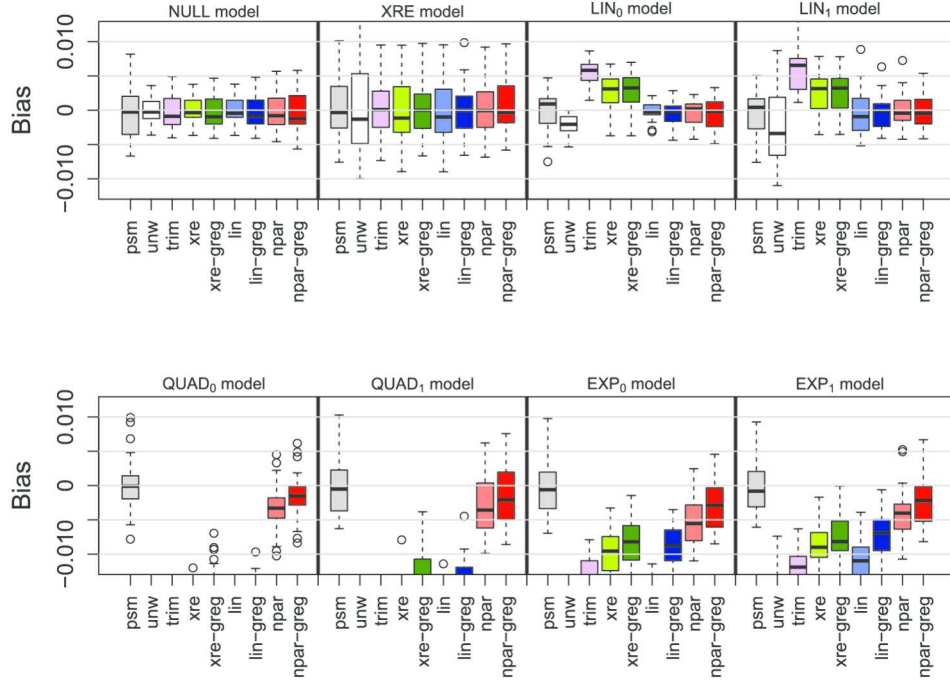 NULL model XRE model LIN₀ model LIN₁ model
Bias
0.010
0
−0.010
psm unw trim xre xre−greg lin lin−greg npar npar−greg psm unw trim xre xre−greg lin lin−greg npar npar−greg psm unw trim xre xre−greg lin lin−greg npar npar−greg psm unw trim xre xre−greg lin lin−greg npar npar−greg
QUAD₀ model QUAD₁ model EXP₀ model EXP₁ model
Bias
0.010
0
−0.010
psm unw trim xre xre−greg lin lin−greg npar npar−greg psm unw trim xre xre−greg lin lin−greg npar npar−greg psm unw trim xre xre−greg lin lin−greg npar npar−greg psm unw trim xre xre−greg lin lin−greg npar npar−greg